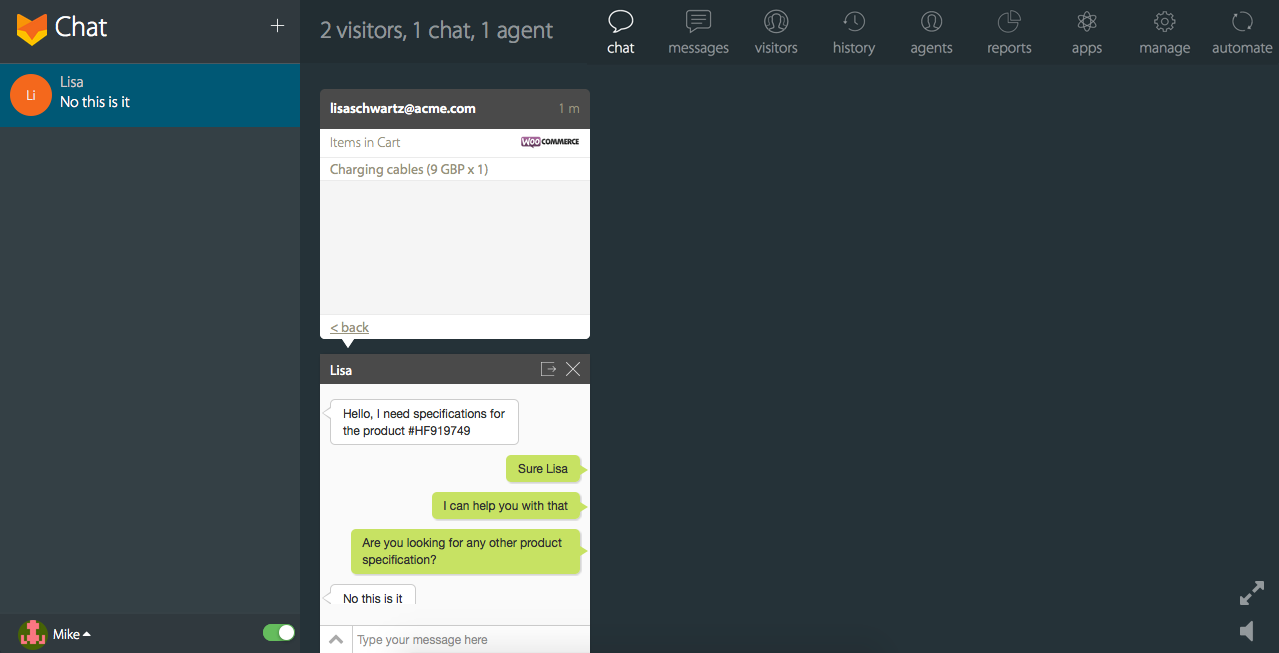 Chat
+
2 visitors, 1 chat, 1 agent
chat
messages
visitors
history
agents
reports
apps
manage
automate
Li
Lisa
No this is it
lisaschwartz@acme.com
1 m
Items in Cart
WOO COMMERCE
Charging cables (9 GBP x 1)
< back
Lisa
Hello, I need specifications for
the product #HF919749
Sure Lisa
I can help you with that
Are you looking for any other product
specification?
No this is it
Type your message here
Mike